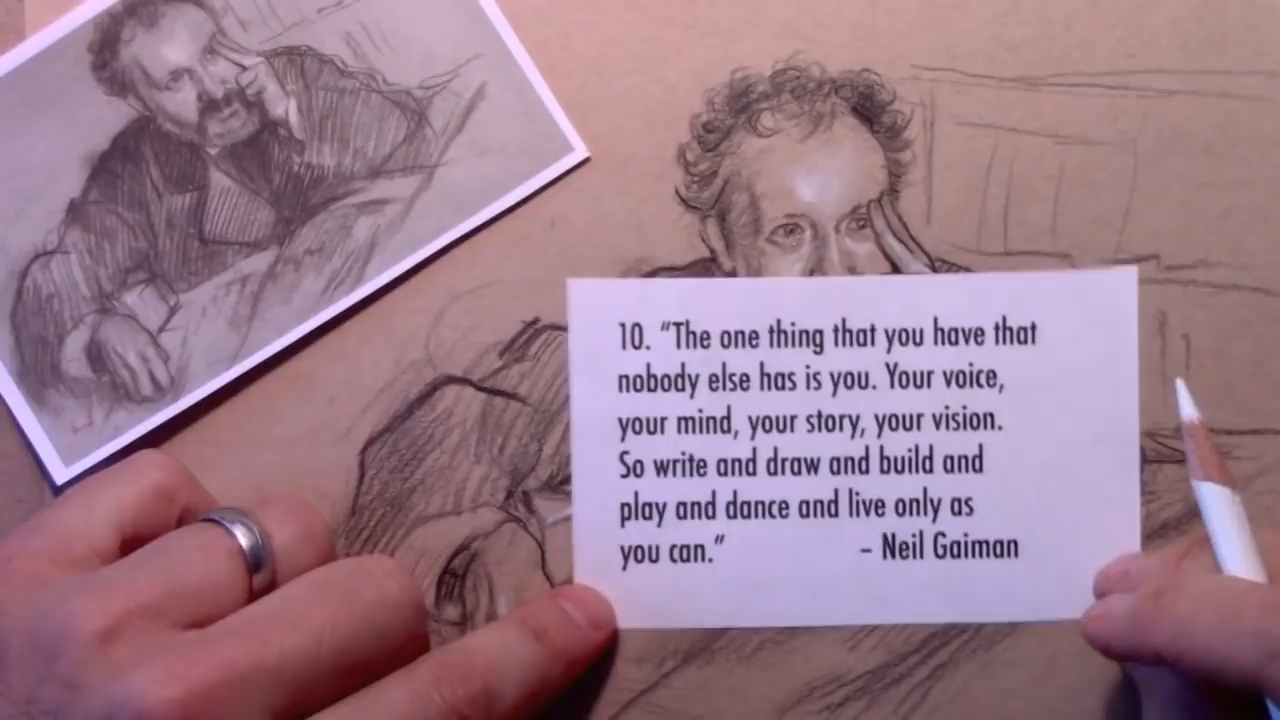 10. “The one thing that you have that
nobody else has is you. Your voice,
your mind, your story, your vision.
So write and draw and build and
play and dance and live only as
you can.” – Neil Gaiman